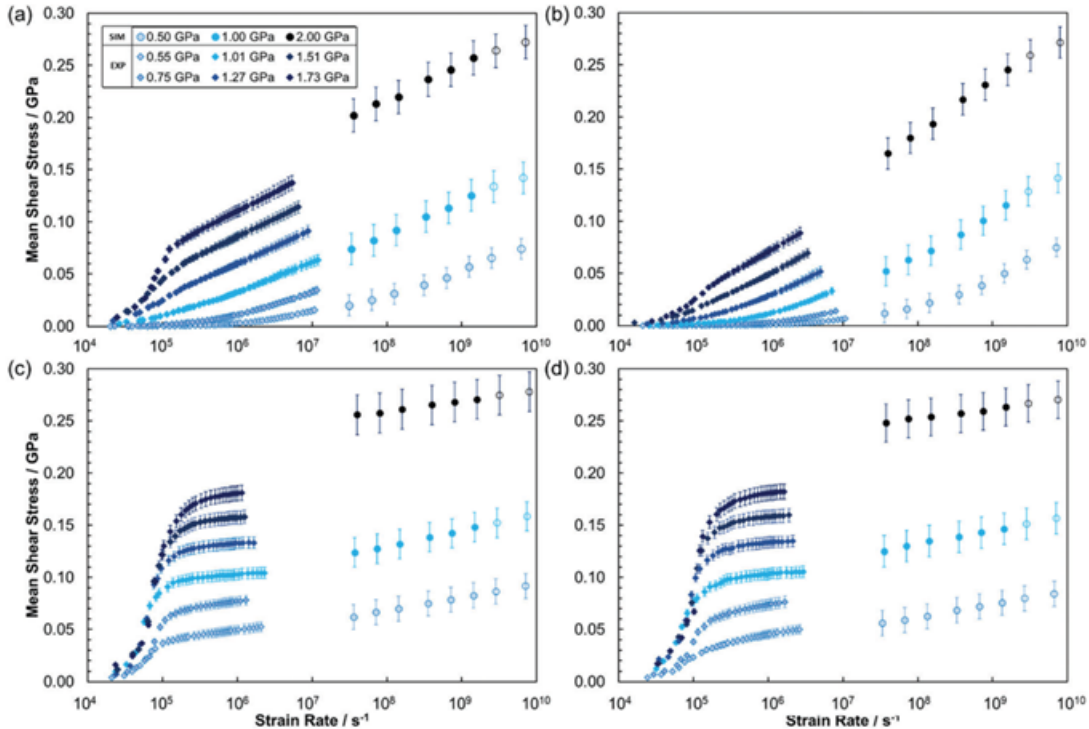 (a)
0.30
0.25
0.20
0.15
0.10
0.05
0.00
Mean Shear Stress / GPa
SIM 0.50 GPa 1.00 GPa 2.00 GPa
EXP 0.55 GPa 1.01 GPa 1.51 GPa
0.75 GPa 1.27 GPa 1.73 GPa
10⁴ 10⁵ 10⁶ 10⁷ 10⁸ 10⁹ 10¹⁰
(b)
0.30
0.25
0.20
0.15
0.10
0.05
0.00
10⁴ 10⁵ 10⁶ 10⁷ 10⁸ 10⁹ 10¹⁰
(c)
0.30
0.25
0.20
0.15
0.10
0.05
0.00
Mean Shear Stress / GPa
10⁴ 10⁵ 10⁶ 10⁷ 10⁸ 10⁹ 10¹⁰
Strain Rate / s⁻¹
(d)
0.30
0.25
0.20
0.15
0.10
0.05
0.00
10⁴ 10⁵ 10⁶ 10⁷ 10⁸ 10⁹ 10¹⁰
Strain Rate / s⁻¹